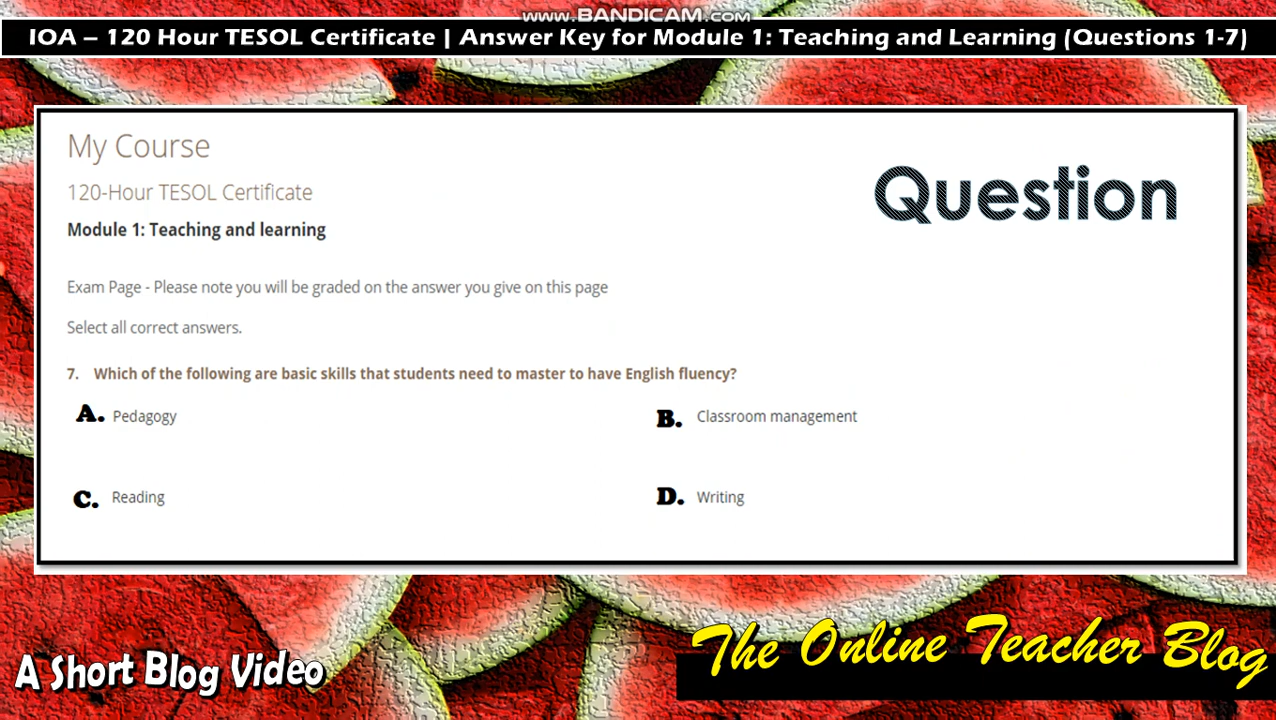 www.BANDICAM.com
IOA – 120 Hour TESOL Certificate | Answer Key for Module 1: Teaching and Learning (Questions 1-7)
My Course
Question
120-Hour TESOL Certificate
Module 1: Teaching and learning
Exam Page - Please note you will be graded on the answer you give on this page
Select all correct answers.
7. Which of the following are basic skills that students need to master to have English fluency?
A. Pedagogy
B. Classroom management
C. Reading
D. Writing
A Short Blog Video
The Online Teacher Blog